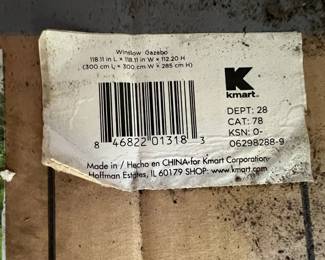 Winslow Gazebo
118.11 in L x 118.11 in W x 112.20 H
(300 cm L x 300 cm W x 285 cm H)
8 46822 01318 3
K
kmart.
DEPT: 28
CAT: 78
KSN: 0-
06298288-9
Made in / Hecho en CHINA-for Kmart Corporation-
Hoffman Estates, IL 60179 SHOP: www.kmart.com